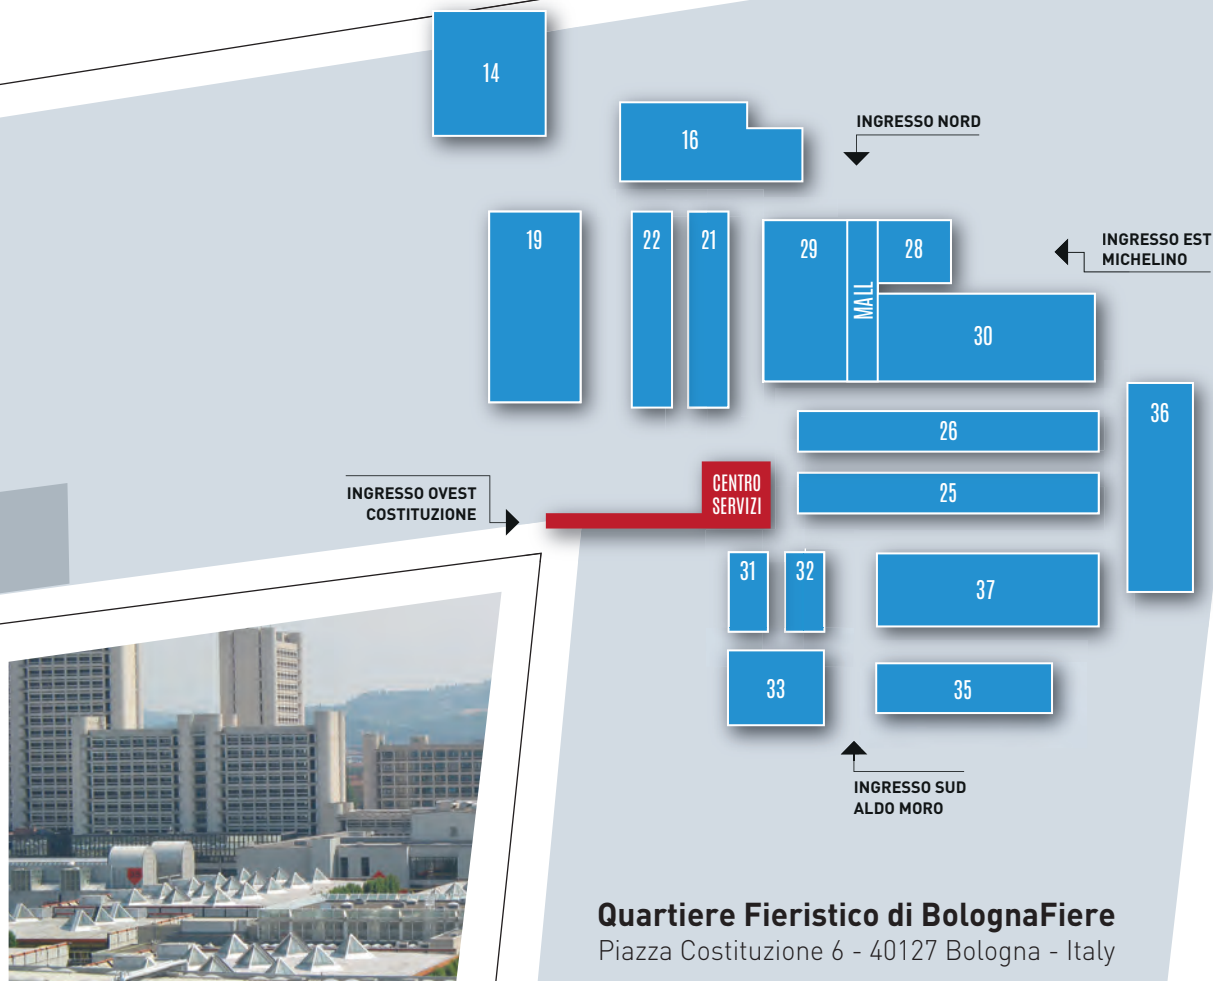 14
16
INGRESSO NORD
19
22
21
29
MALL
28
INGRESSO EST
MICHELINO
30
36
26
25
CENTRO
SERVIZI
INGRESSO OVEST
COSTITUZIONE
31
32
37
33
35
INGRESSO SUD
ALDO MORO
Quartiere Fieristico di BolognaFiere
Piazza Costituzione 6 - 40127 Bologna - Italy